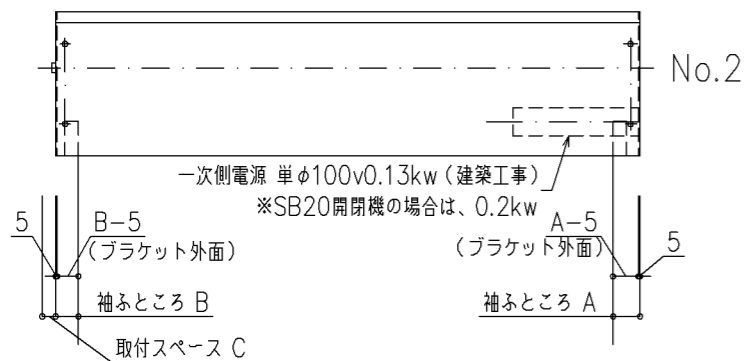 No.2
一次側電源 単φ100v0.13kw（建築工事）
※SB20開閉機の場合は、0.2kw
5 B-5 A-5 5
（ブラケット外面） （ブラケット外面）
袖ふところ B 袖ふところ A
取付スペース C